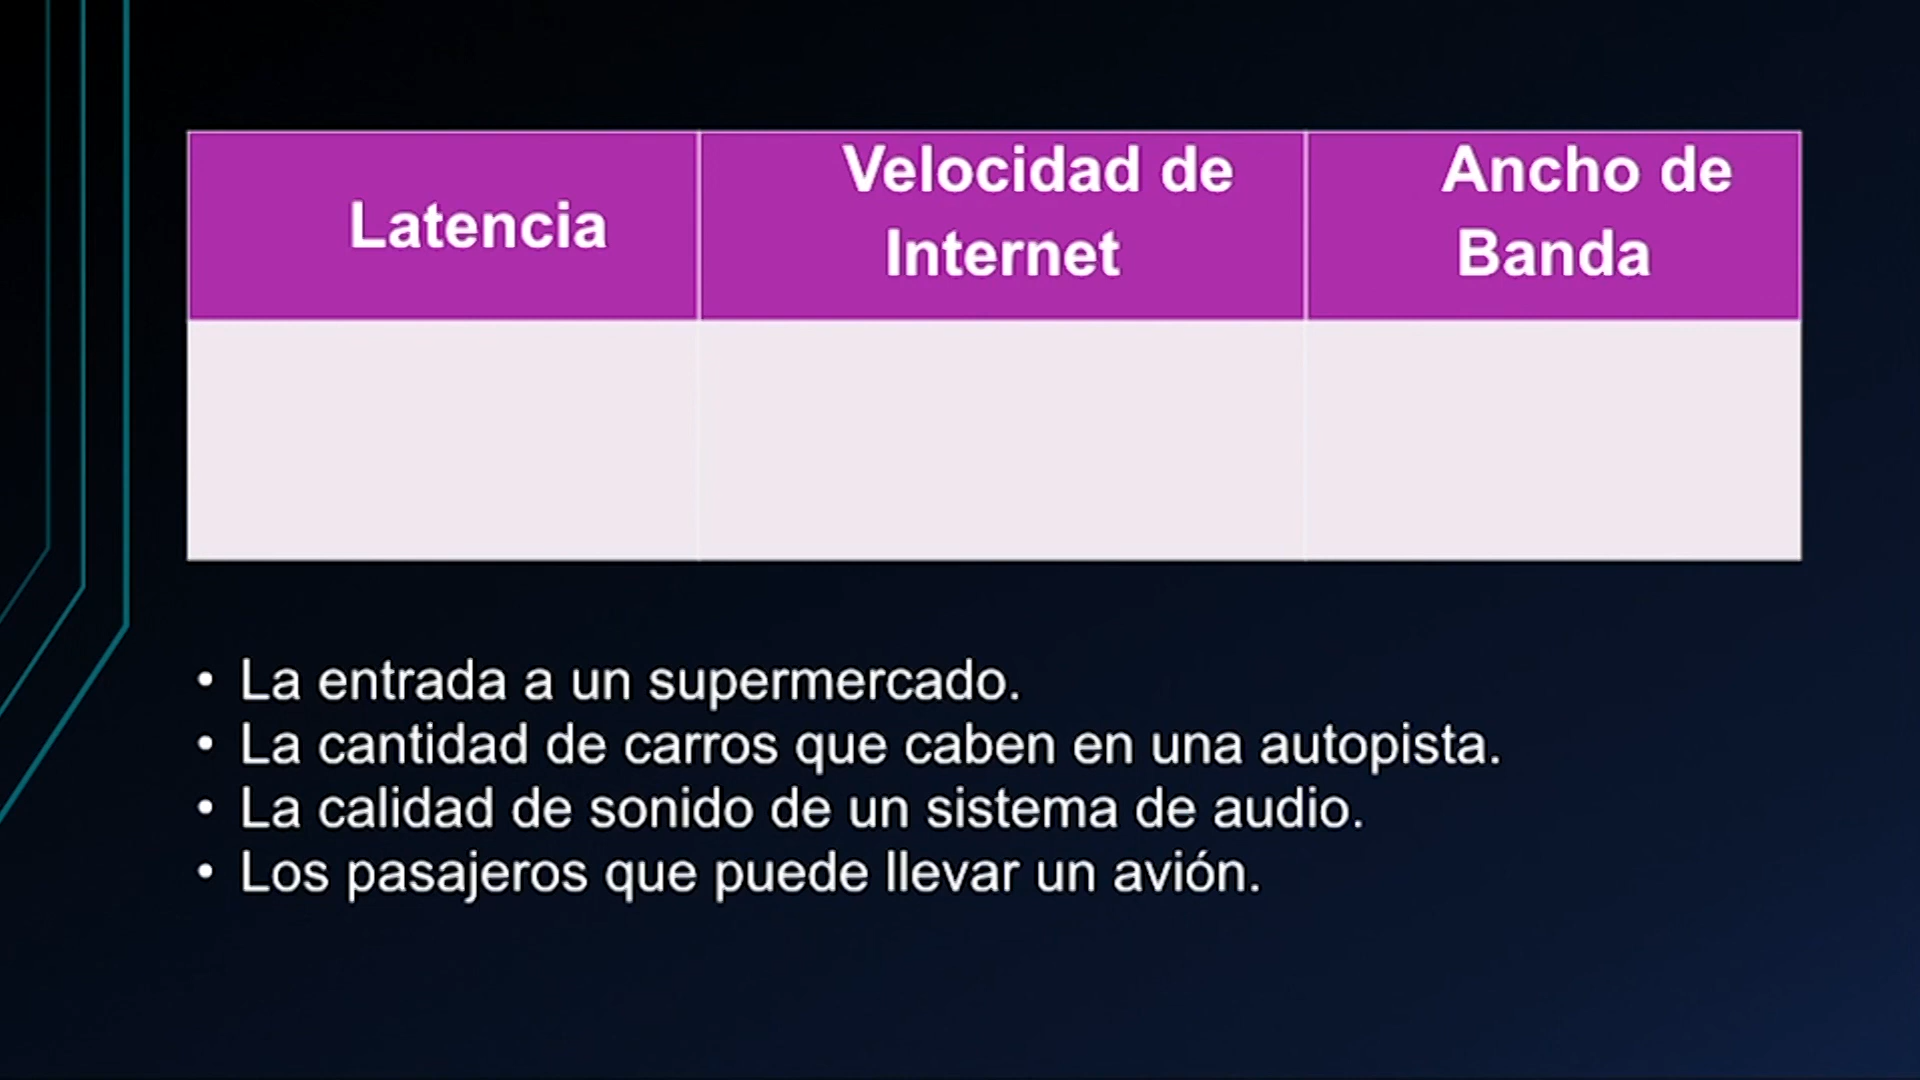 Latencia
Velocidad de
Internet
Ancho de
Banda
• La entrada a un supermercado.
• La cantidad de carros que caben en una autopista.
• La calidad de sonido de un sistema de audio.
• Los pasajeros que puede llevar un avión.